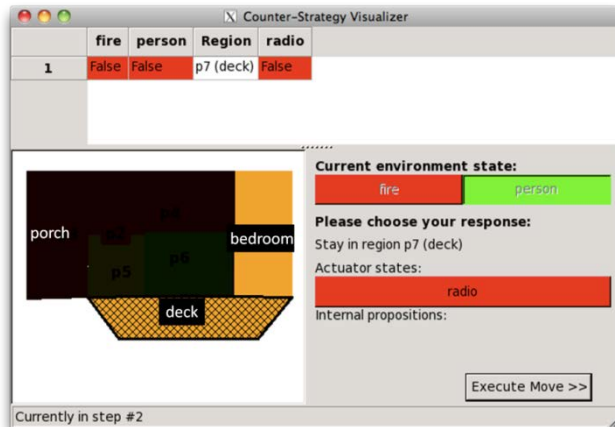 Counter-Strategy Visualizer
fire person Region radio
1 False False p7 (deck) False
Current environment state:
fire person
Please choose your response:
Stay in region p7 (deck)
Actuator states:
radio
Internal propositions:
porch
bedroom
p5 p6
deck
Execute Move >>
Currently in step #2